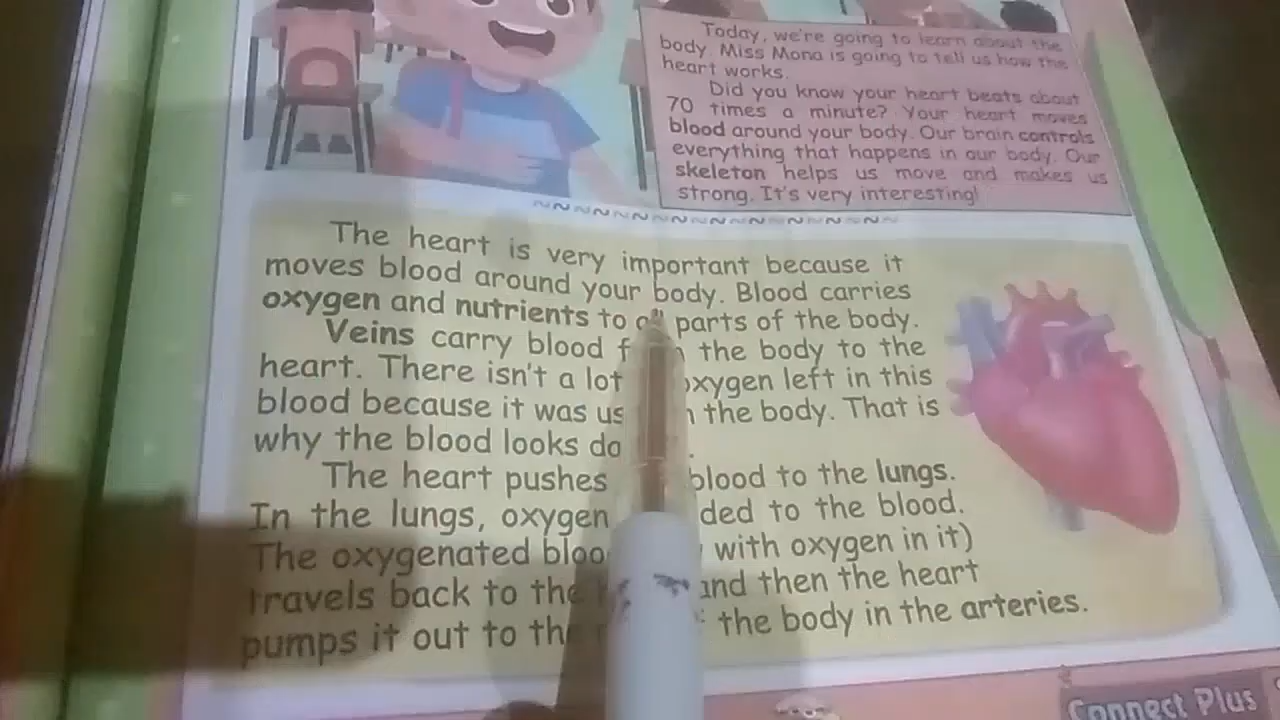 Today, we're going to learn about the
body. Miss Mona is going to tell us how the
heart works.
Did you know your heart beats about
70 times a minute? Your heart moves
blood around your body. Our brain controls
everything that happens in our body. Our
skeleton helps us move and makes us
strong. It's very interesting!
The heart is very important because it
moves blood around your body. Blood carries
oxygen and nutrients to all parts of the body.
Veins carry blood the body to the
heart. There isn't a lot oxygen left in this
blood because it was the body. That is
why the blood looks
The heart pushes blood to the lungs.
In the lungs, oxygen to the blood.
The oxygenated with oxygen in it)
travels back to the and then the heart
pumps it out to the the body in the arteries.
Connect Plus